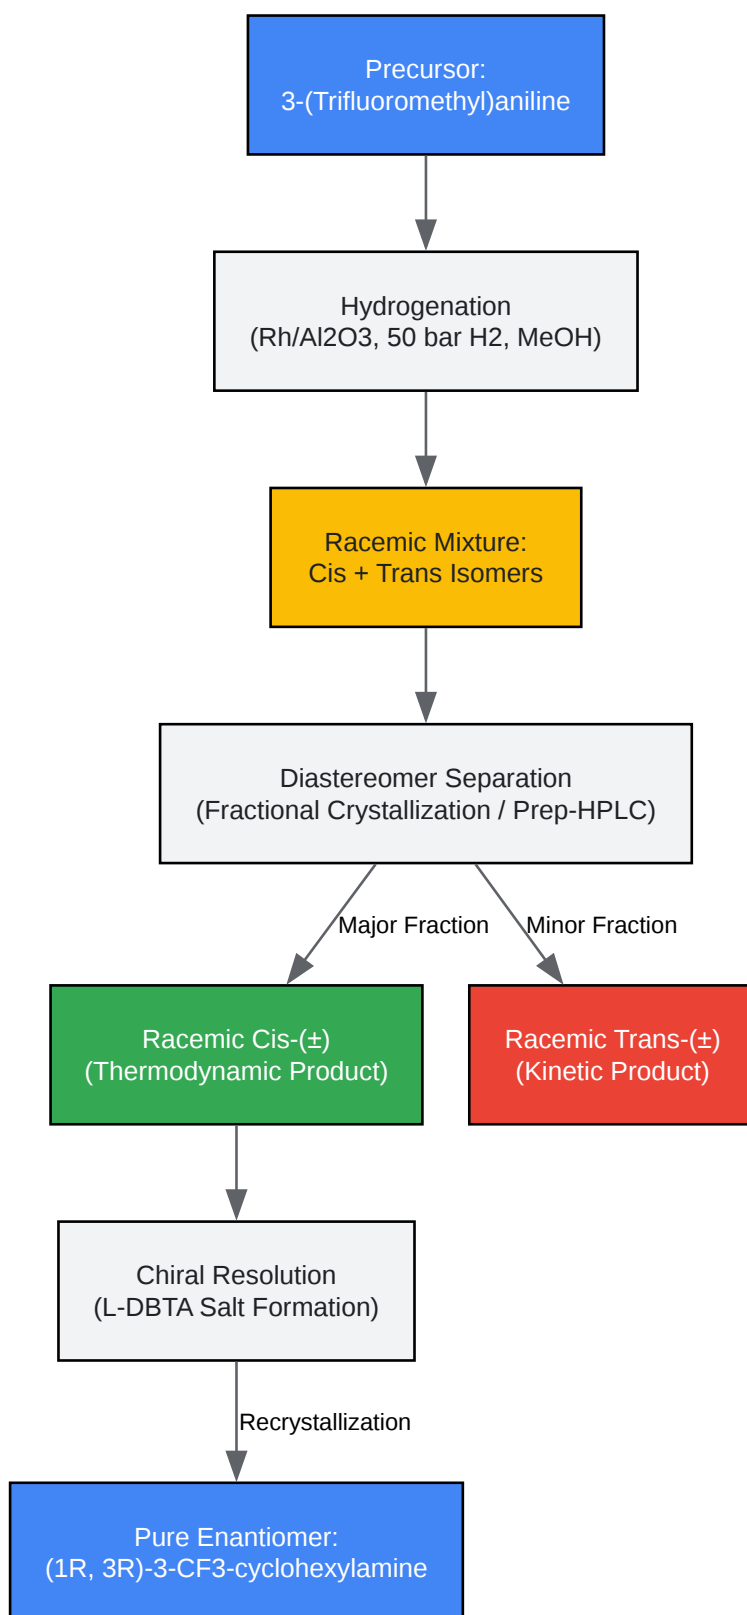 Precursor:
3-(Trifluoromethyl)aniline
Hydrogenation
(Rh/Al2O3, 50 bar H2, MeOH)
Racemic Mixture:
Cis + Trans Isomers
Diastereomer Separation
(Fractional Crystallization / Prep-HPLC)
Major Fraction
Minor Fraction
Racemic Cis-(±)
(Thermodynamic Product)
Racemic Trans-(±)
(Kinetic Product)
Chiral Resolution
(L-DBTA Salt Formation)
Recrystallization
Pure Enantiomer:
(1R, 3R)-3-CF3-cyclohexylamine